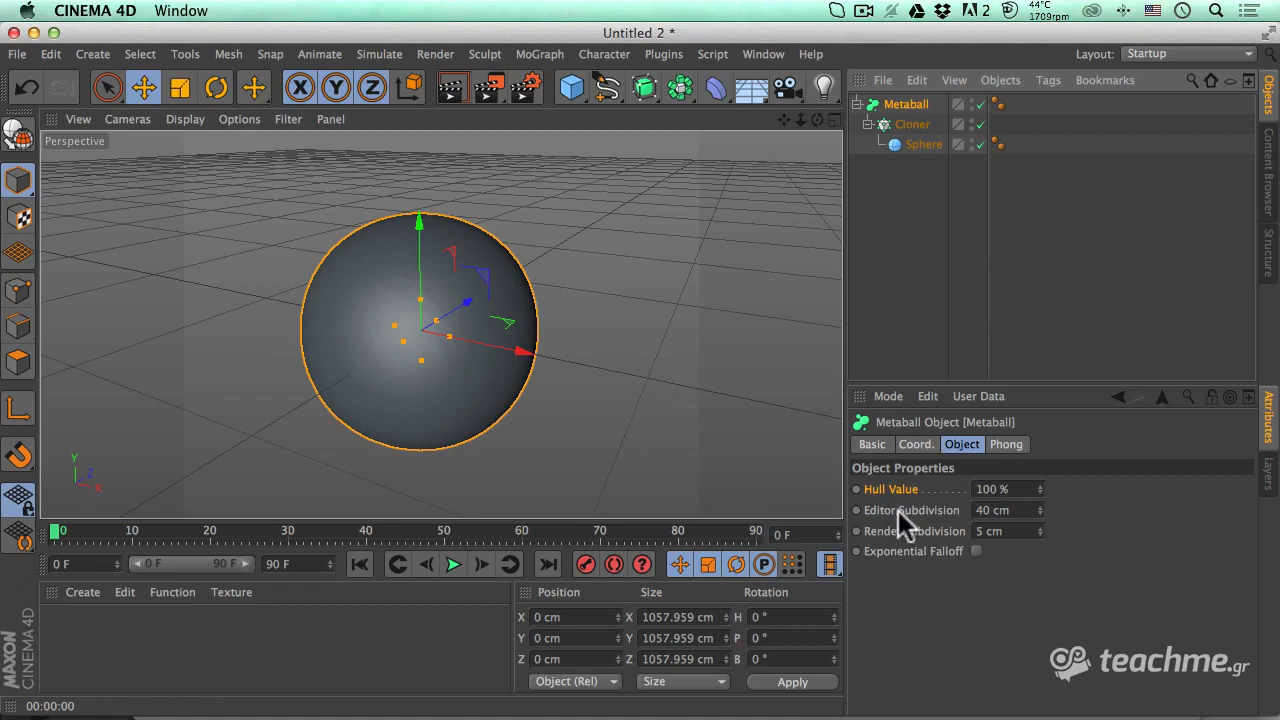 CINEMA 4D Window 2 44°C 1709rpm
Untitled 2 *
File Edit Create Select Tools Mesh Snap Animate Simulate Render Sculpt MoGraph Character Plugins Script Window Help Layout: Startup
X Y Z
File Edit View Objects Tags Bookmarks
View Cameras Display Options Filter Panel
Perspective
Metaball
Cloner
Sphere
Objects
Content Browser
Structure
Y
Z
X
Mode Edit User Data
Metaball Object [Metaball]
Basic Coord. Object Phong
Object Properties
Hull Value . . . . . . . . 100 %
Editor Subdivision 40 cm
Render Subdivision 5 cm
Exponential Falloff
Attributes
Layers
0 10 20 30 40 50 60 70 80 90 0 F
0 F 0 F 90 F 90 F P
Create Edit Function Texture
Position Size Rotation
X 0 cm X 1057.959 cm H 0 °
Y 0 cm Y 1057.959 cm P 0 °
Z 0 cm Z 1057.959 cm B 0 °
Object (Rel) Size Apply
MAXON
CINEMA 4D
teachme.gr
00:00:00